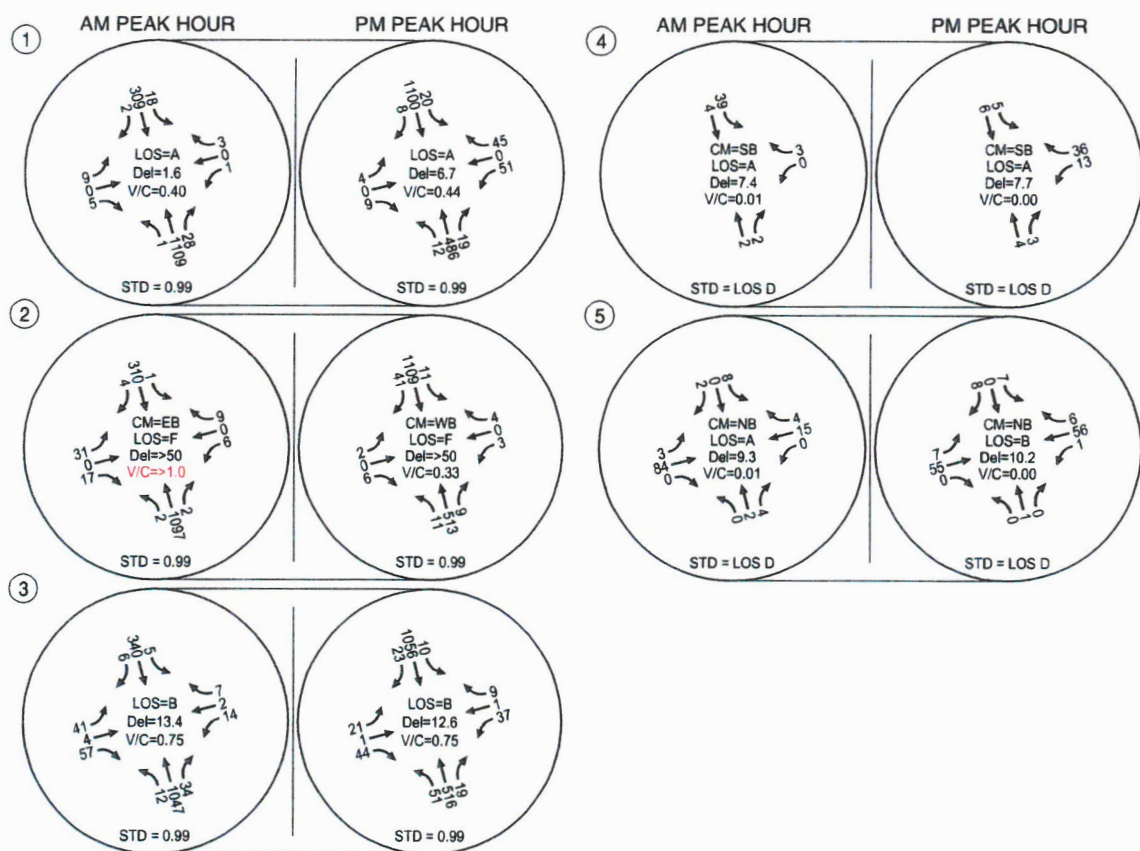 AM PEAK HOUR PM PEAK HOUR
1
2 309 18
3
0
1
9
0
5
LOS=A
Del=1.6
V/C=0.40
1 1109 28
STD = 0.99
8 1100 20
45
0
51
4
0
9
LOS=A
Del=6.7
V/C=0.44
12 486 19
STD = 0.99
2
4 310 1
9
0
6
31
0
17
CM=EB
LOS=F
Del=>50
V/C=>1.0
2 1097 2
STD = 0.99
41 1109 11
4
0
3
2
0
6
CM=WB
LOS=F
Del=>50
V/C=0.33
11 513 9
STD = 0.99
3
6 340 5
7
2
14
41
4
57
LOS=B
Del=13.4
V/C=0.75
12 1047 34
STD = 0.99
23 1056 10
9
1
37
21
1
44
LOS=B
Del=12.6
V/C=0.75
51 516 19
STD = 0.99
AM PEAK HOUR PM PEAK HOUR
4
4 39
3
0
CM=SB
LOS=A
Del=7.4
V/C=0.01
2 2
STD = LOS D
6 5
36
13
CM=SB
LOS=A
Del=7.7
V/C=0.00
4 3
STD = LOS D
5
2 0 8
4
15
0
3
84
0
CM=NB
LOS=A
Del=9.3
V/C=0.01
0 2 4
STD = LOS D
8 0 7
6
56
1
7
55
0
CM=NB
LOS=B
Del=10.2
V/C=0.00
0 1 0
STD = LOS D